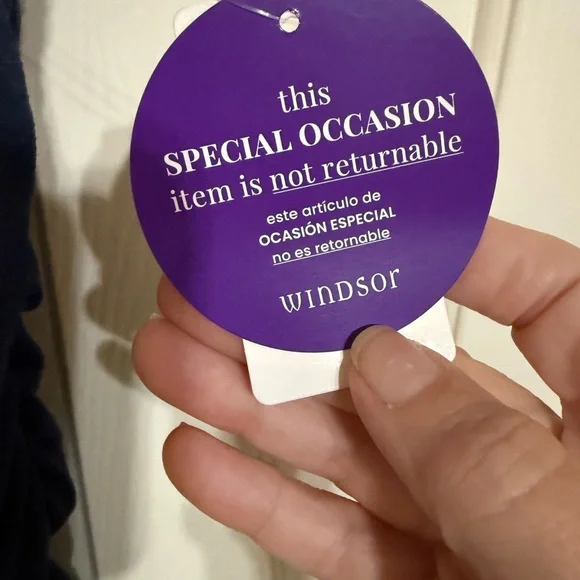 this
SPECIAL OCCASION
item is not returnable
este artículo de
OCASIÓN ESPECIAL
no es retornable
WINDSOR